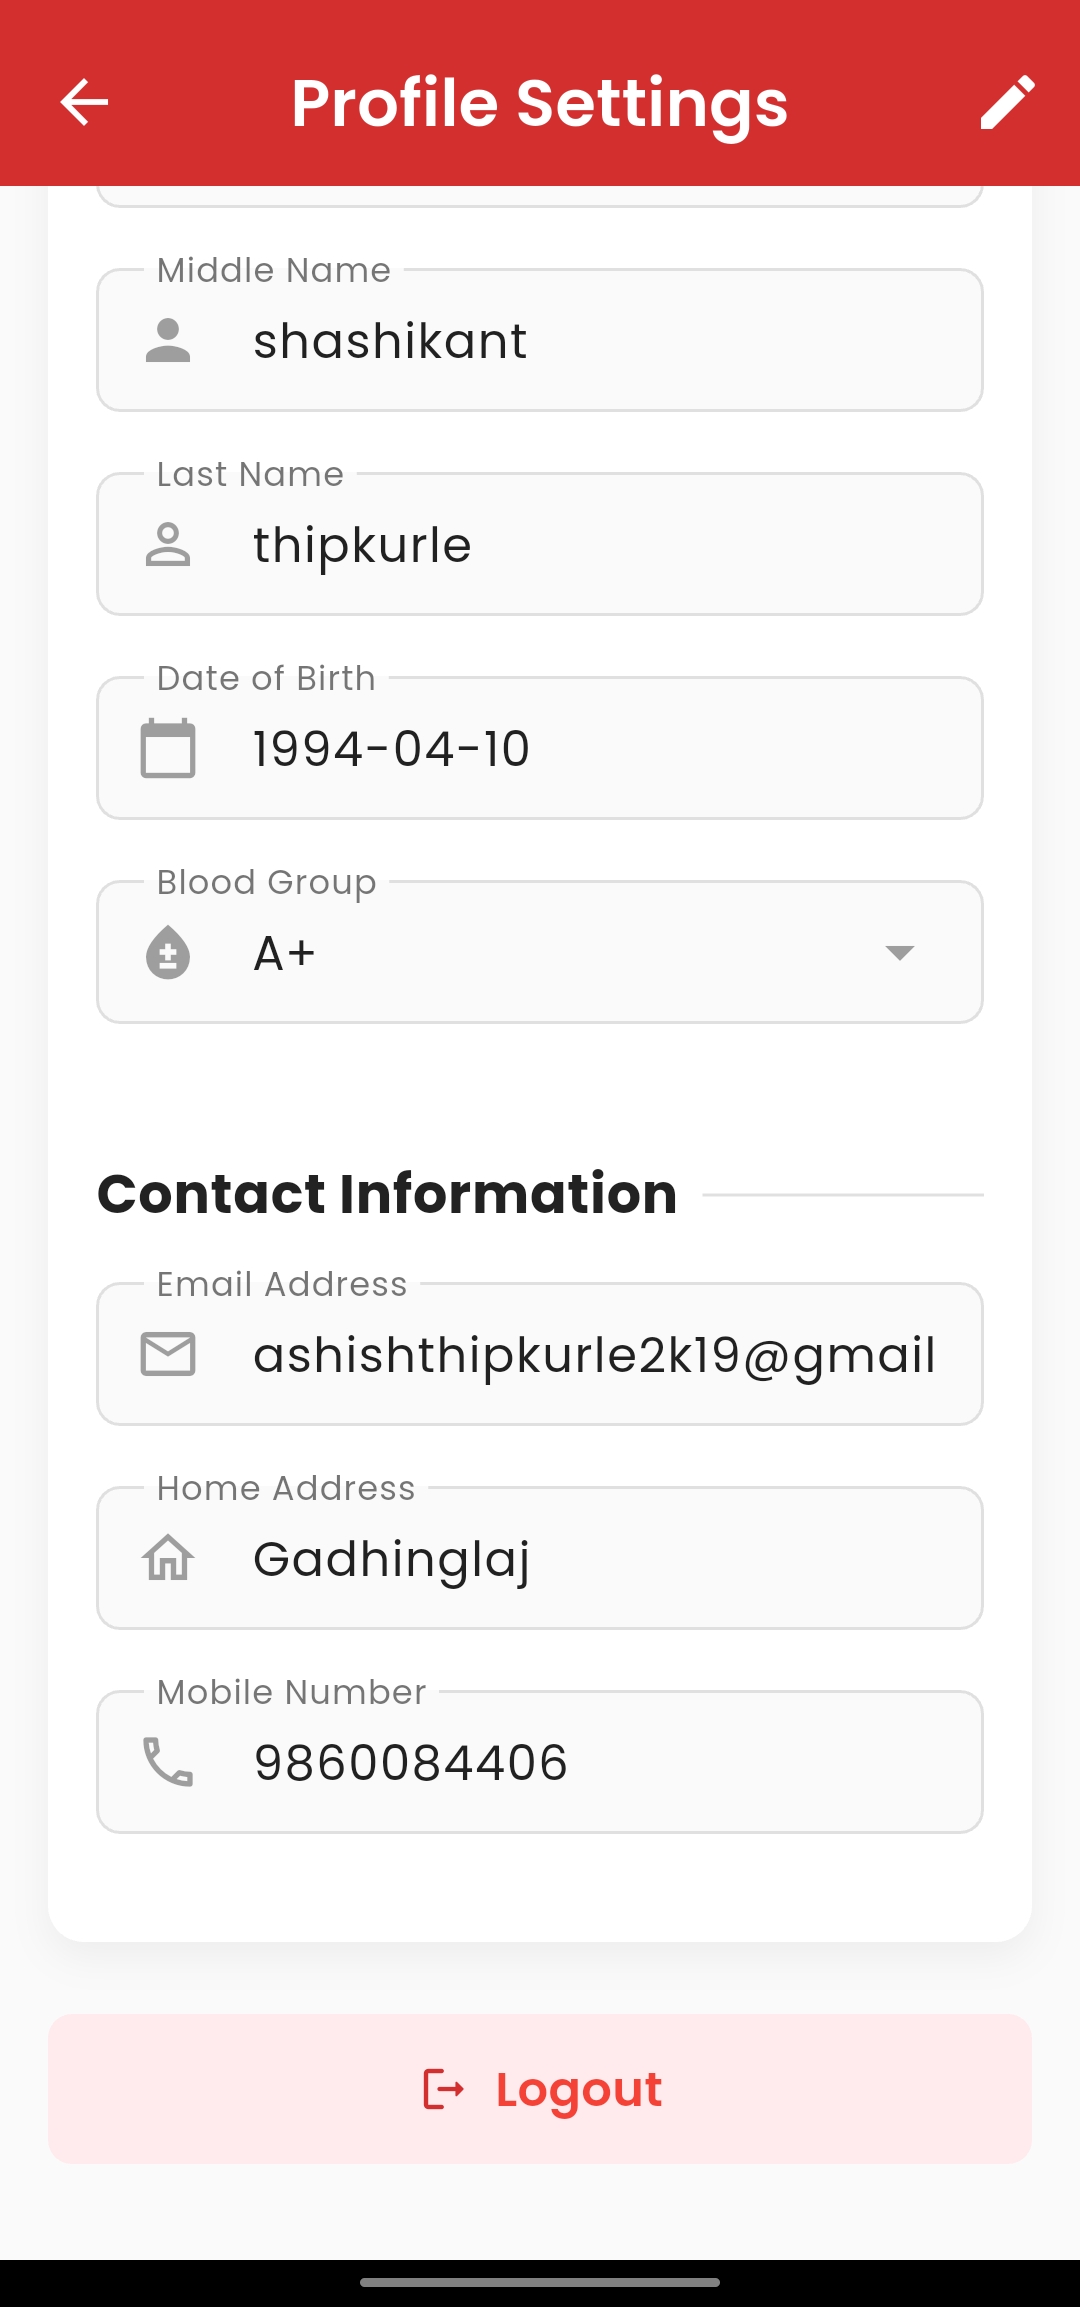 Profile Settings
Middle Name
shashikant
Last Name
thipkurle
Date of Birth
1994-04-10
Blood Group
A+
Contact Information
Email Address
ashishthipkurle2k19@gmail
Home Address
Gadhinglaj
Mobile Number
9860084406
Logout